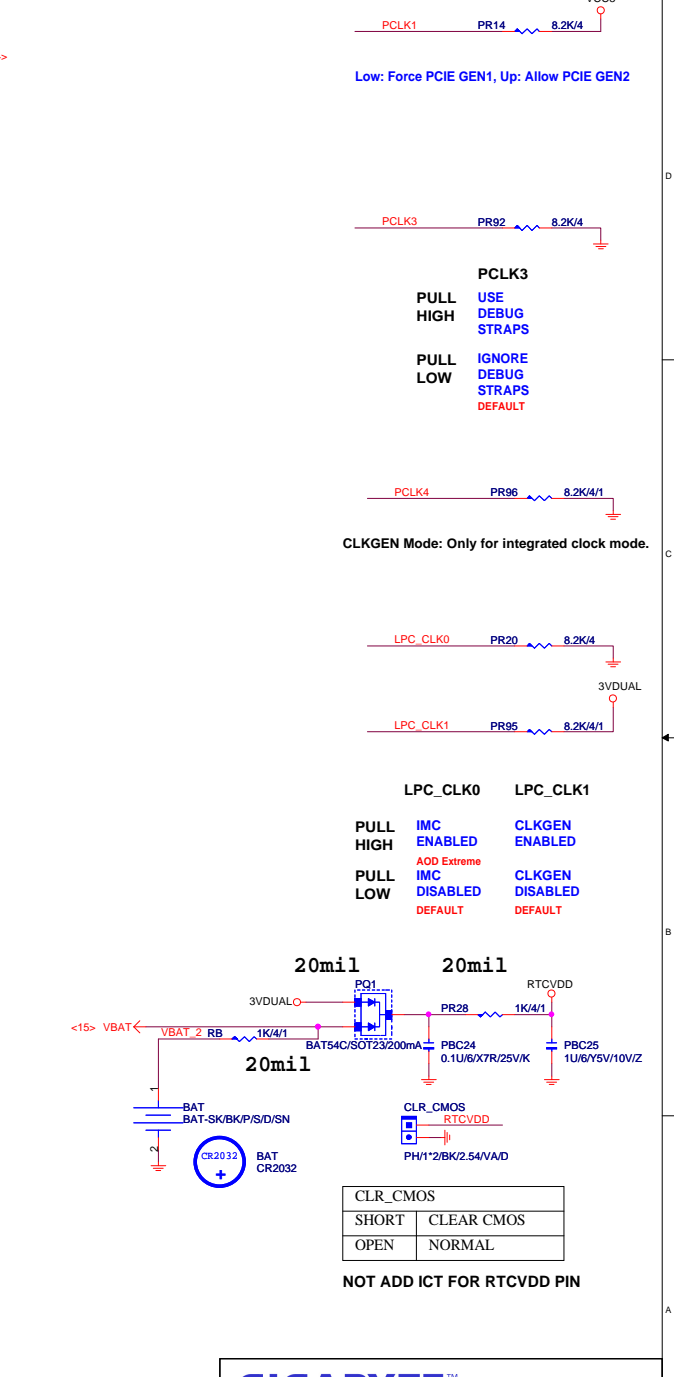 PCLK1 PR14 8.2K/4
Low: Force PCIE GEN1, Up: Allow PCIE GEN2
D
PCLK3 PR92 8.2K/4
PCLK3
PULL HIGH USE DEBUG STRAPS
PULL LOW IGNORE DEBUG STRAPS
DEFAULT
PCLK4 PR96 8.2K/4/1
CLKGEN Mode: Only for integrated clock mode.
C
LPC_CLK0 PR20 8.2K/4
3VDUAL
LPC_CLK1 PR95 8.2K/4/1
LPC_CLK0 LPC_CLK1
PULL IMC CLKGEN
HIGH ENABLED ENABLED
AOD Extreme
PULL IMC CLKGEN
LOW DISABLED DISABLED
DEFAULT DEFAULT
B
20mil 20mil
PQ1 RTCVDD
3VDUAL PR28 1K/4/1
<15> VBAT VBAT_2 RB 1K/4/1
BAT54C/SOT23/200mA PBC24 PBC25
0.1U/6/X7R/25V/K 1U/6/Y5V/10V/Z
20mil
1
BAT CLR_CMOS
BAT-SK/BK/P/S/D/SN RTCVDD
2
CR2032 BAT PH/1*2/BK/2.54/VA/D
+ CR2032
CLR_CMOS
SHORT CLEAR CMOS
OPEN NORMAL
NOT ADD ICT FOR RTCVDD PIN
A